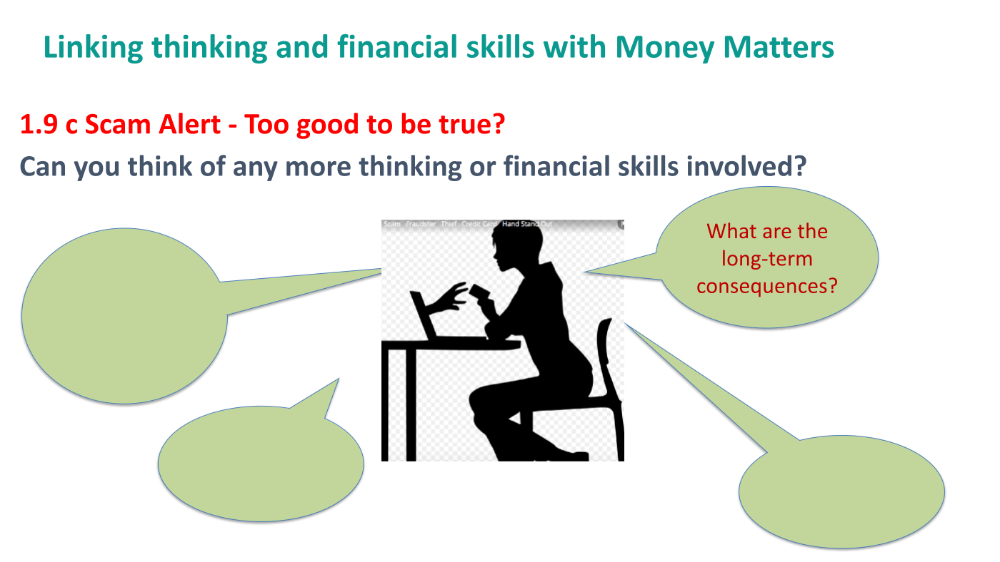 Linking thinking and financial skills with Money Matters
1.9 c Scam Alert - Too good to be true?
Can you think of any more thinking or financial skills involved?
What are the
long-term
consequences?
Scam Fraudster Thief Credit Card Hand Stand Out